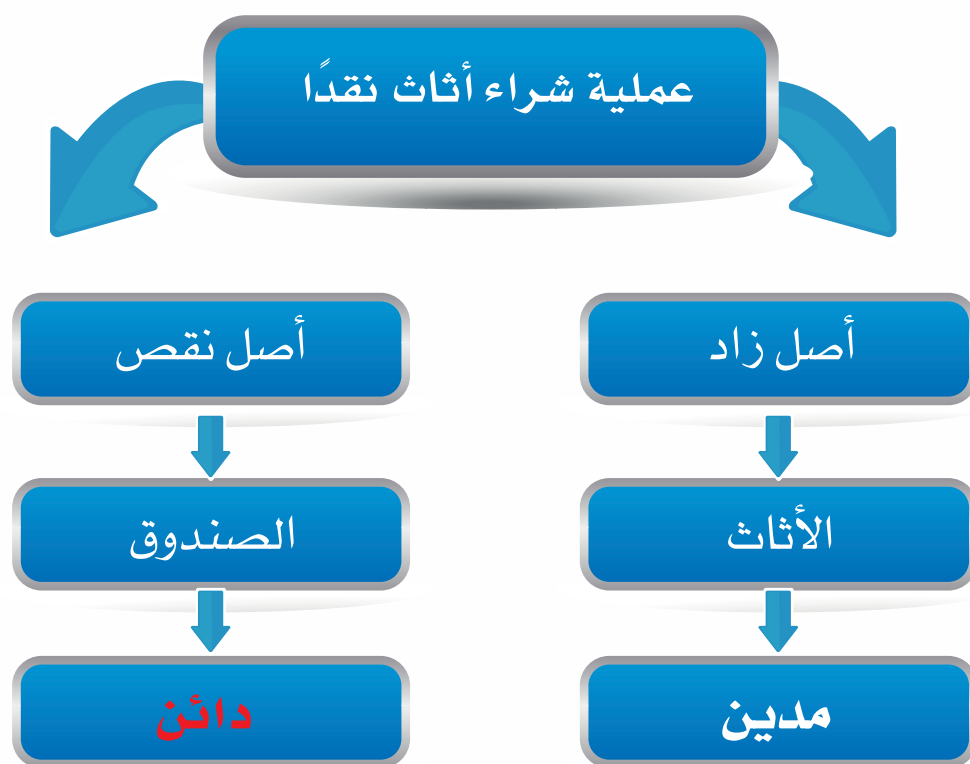 عملية شراء أثاث نقدًا
أصل زاد
أصل نقص
الأثاث
الصندوق
مدين
دائن